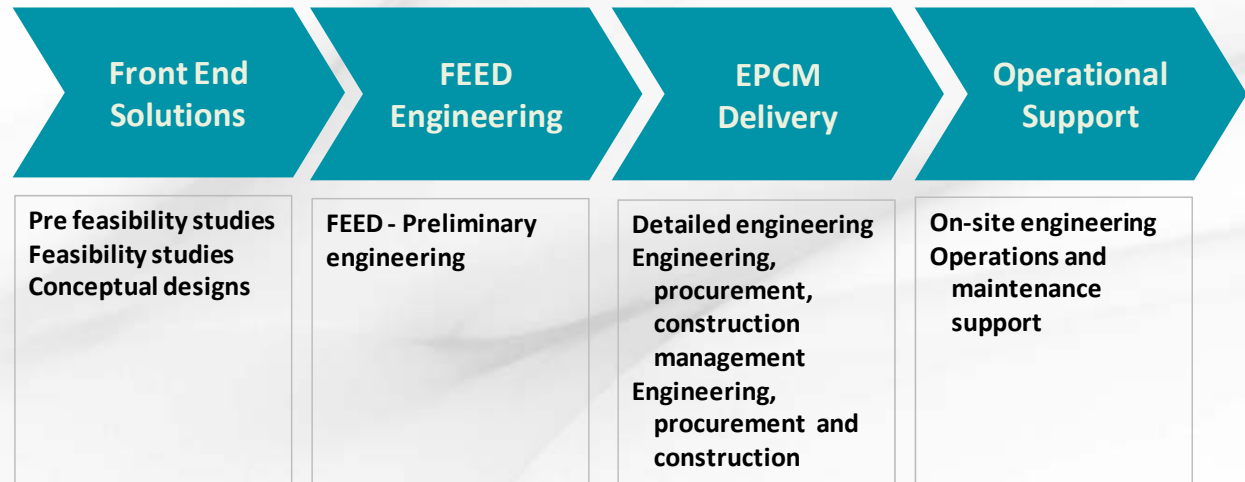 Front End
Solutions
FEED
Engineering
EPCM
Delivery
Operational
Support
Pre feasibility studies
Feasibility studies
Conceptual designs
FEED - Preliminary
engineering
Detailed engineering
Engineering,
procurement,
construction
management
Engineering,
procurement and
construction
On-site engineering
Operations and
maintenance
support